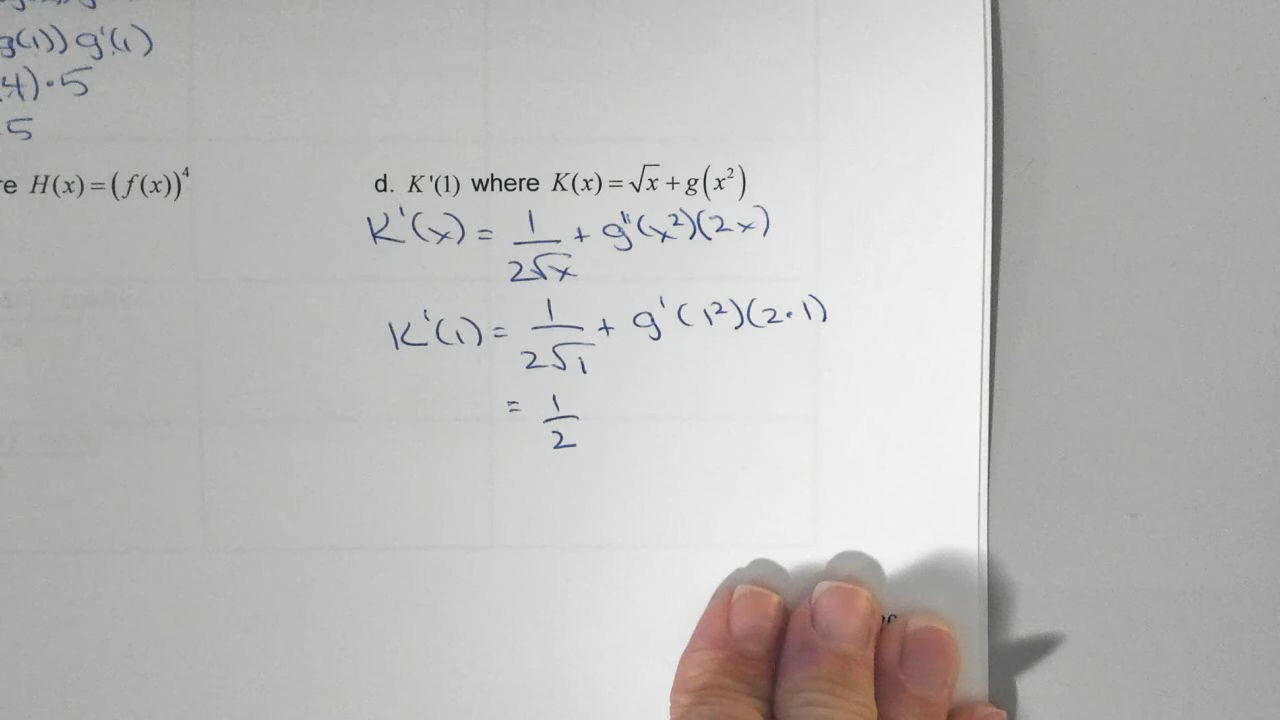 g(1)) g'(1)
4)·5
5
re H(x)=(f(x))⁴
d. K'(1) where K(x)=√x+g(x²)
K'(x) = 1/(2√x) + g'(x²)(2x)
K'(1) = 1/(2√1) + g'(1²)(2·1)
= 1/2